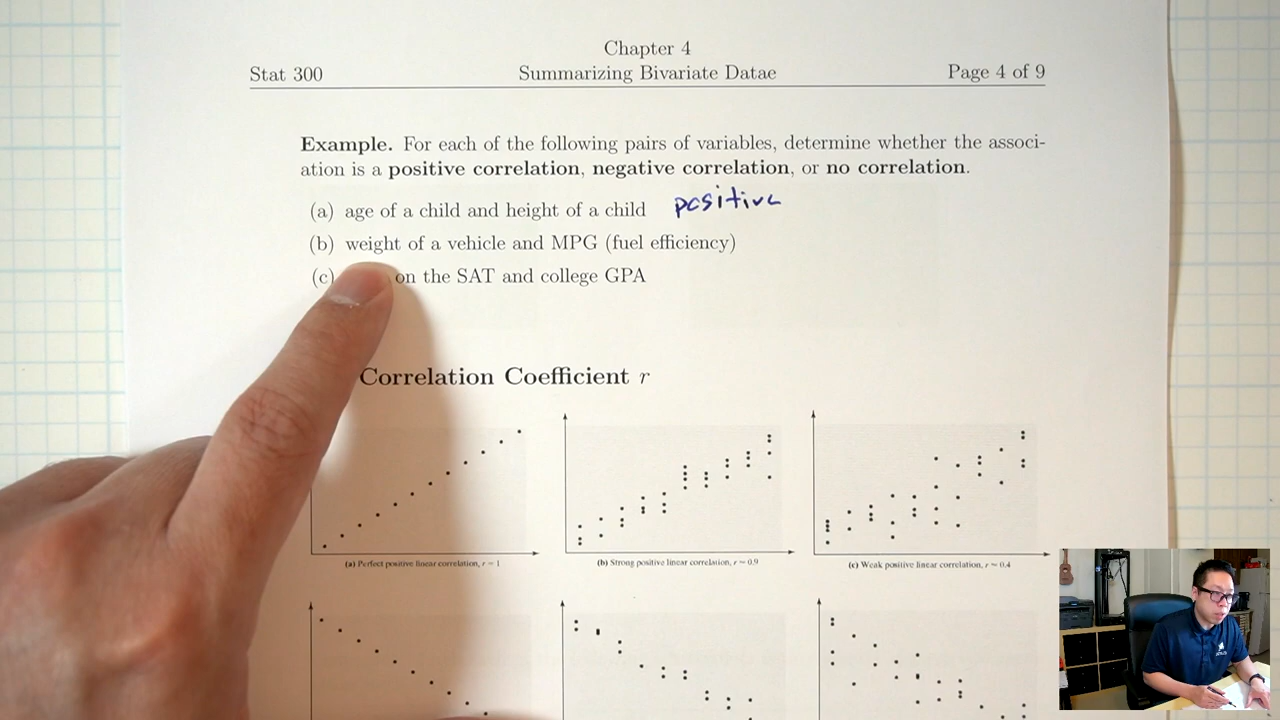 Chapter 4
Stat 300 Summarizing Bivariate Datae Page 4 of 9
Example. For each of the following pairs of variables, determine whether the associ-
ation is a positive correlation, negative correlation, or no correlation.
(a) age of a child and height of a child positive
(b) weight of a vehicle and MPG (fuel efficiency)
(c) on the SAT and college GPA
Correlation Coefficient r
(a) Perfect positive linear correlation, r = 1
(b) Strong positive linear correlation, r ≈ 0.9
(c) Weak positive linear correlation, r ≈ 0.4